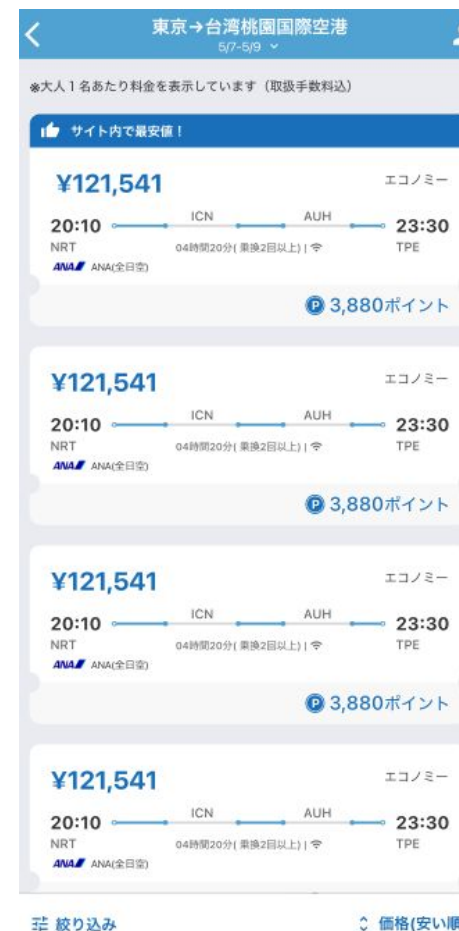 東京→台湾桃園国際空港
5/7-5/9
※大人1名あたり料金を表示しています（取扱手数料込）
サイト内で最安値！
¥121,541 エコノミー
ICN AUH
20:10 23:30
NRT 04時間20分( 乗換2回以上) | TPE
ANA ANA(全日空)
P 3,880ポイント
¥121,541 エコノミー
ICN AUH
20:10 23:30
NRT 04時間20分( 乗換2回以上) | TPE
ANA ANA(全日空)
P 3,880ポイント
¥121,541 エコノミー
ICN AUH
20:10 23:30
NRT 04時間20分( 乗換2回以上) | TPE
ANA ANA(全日空)
P 3,880ポイント
¥121,541 エコノミー
ICN AUH
20:10 23:30
NRT 04時間20分( 乗換2回以上) | TPE
ANA ANA(全日空)
絞り込み 価格(安い順